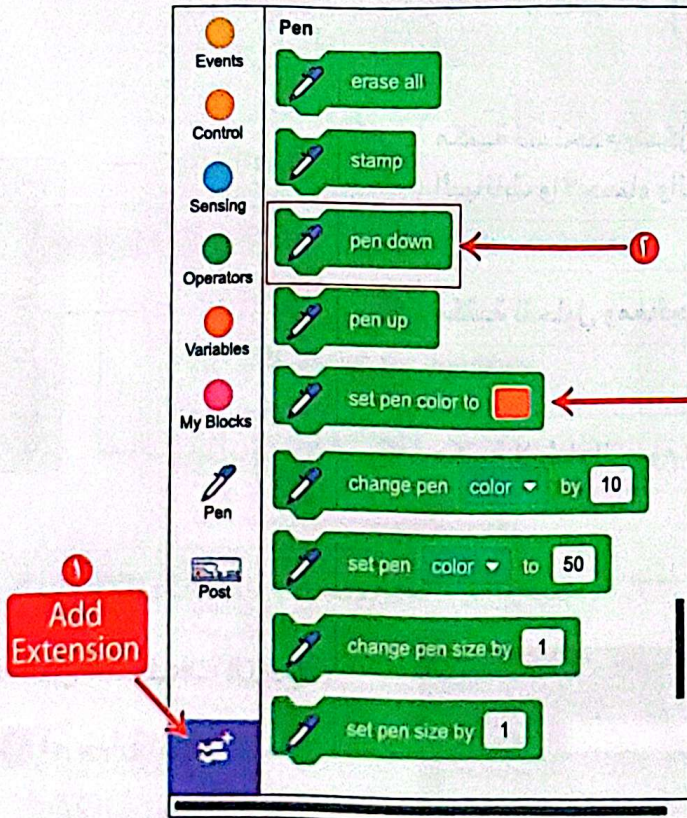 Pen
erase all
stamp
pen down
٢
pen up
set pen color to
change pen color by 10
set pen color to 50
change pen size by 1
set pen size by 1
Events
Control
Sensing
Operators
Variables
My Blocks
Pen
Post
١
Add
Extension